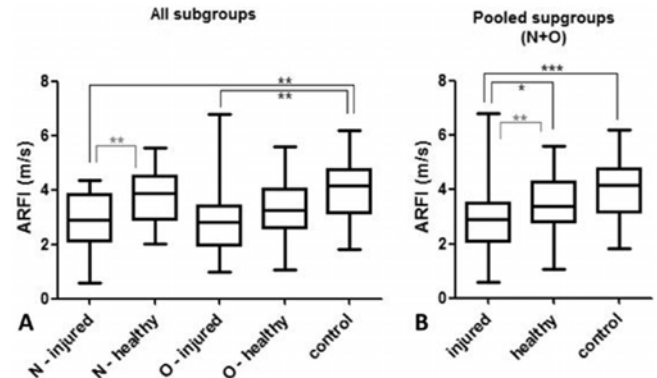 All subgroups
**
**
**
ARFI (m/s)
8
6
4
2
0
A
N - injured
N - healthy
O - injured
O - healthy
control
Pooled supgroups
(N+O)
***
*
**
ARFI (m/s)
8
6
4
2
0
B
injured
healthy
control